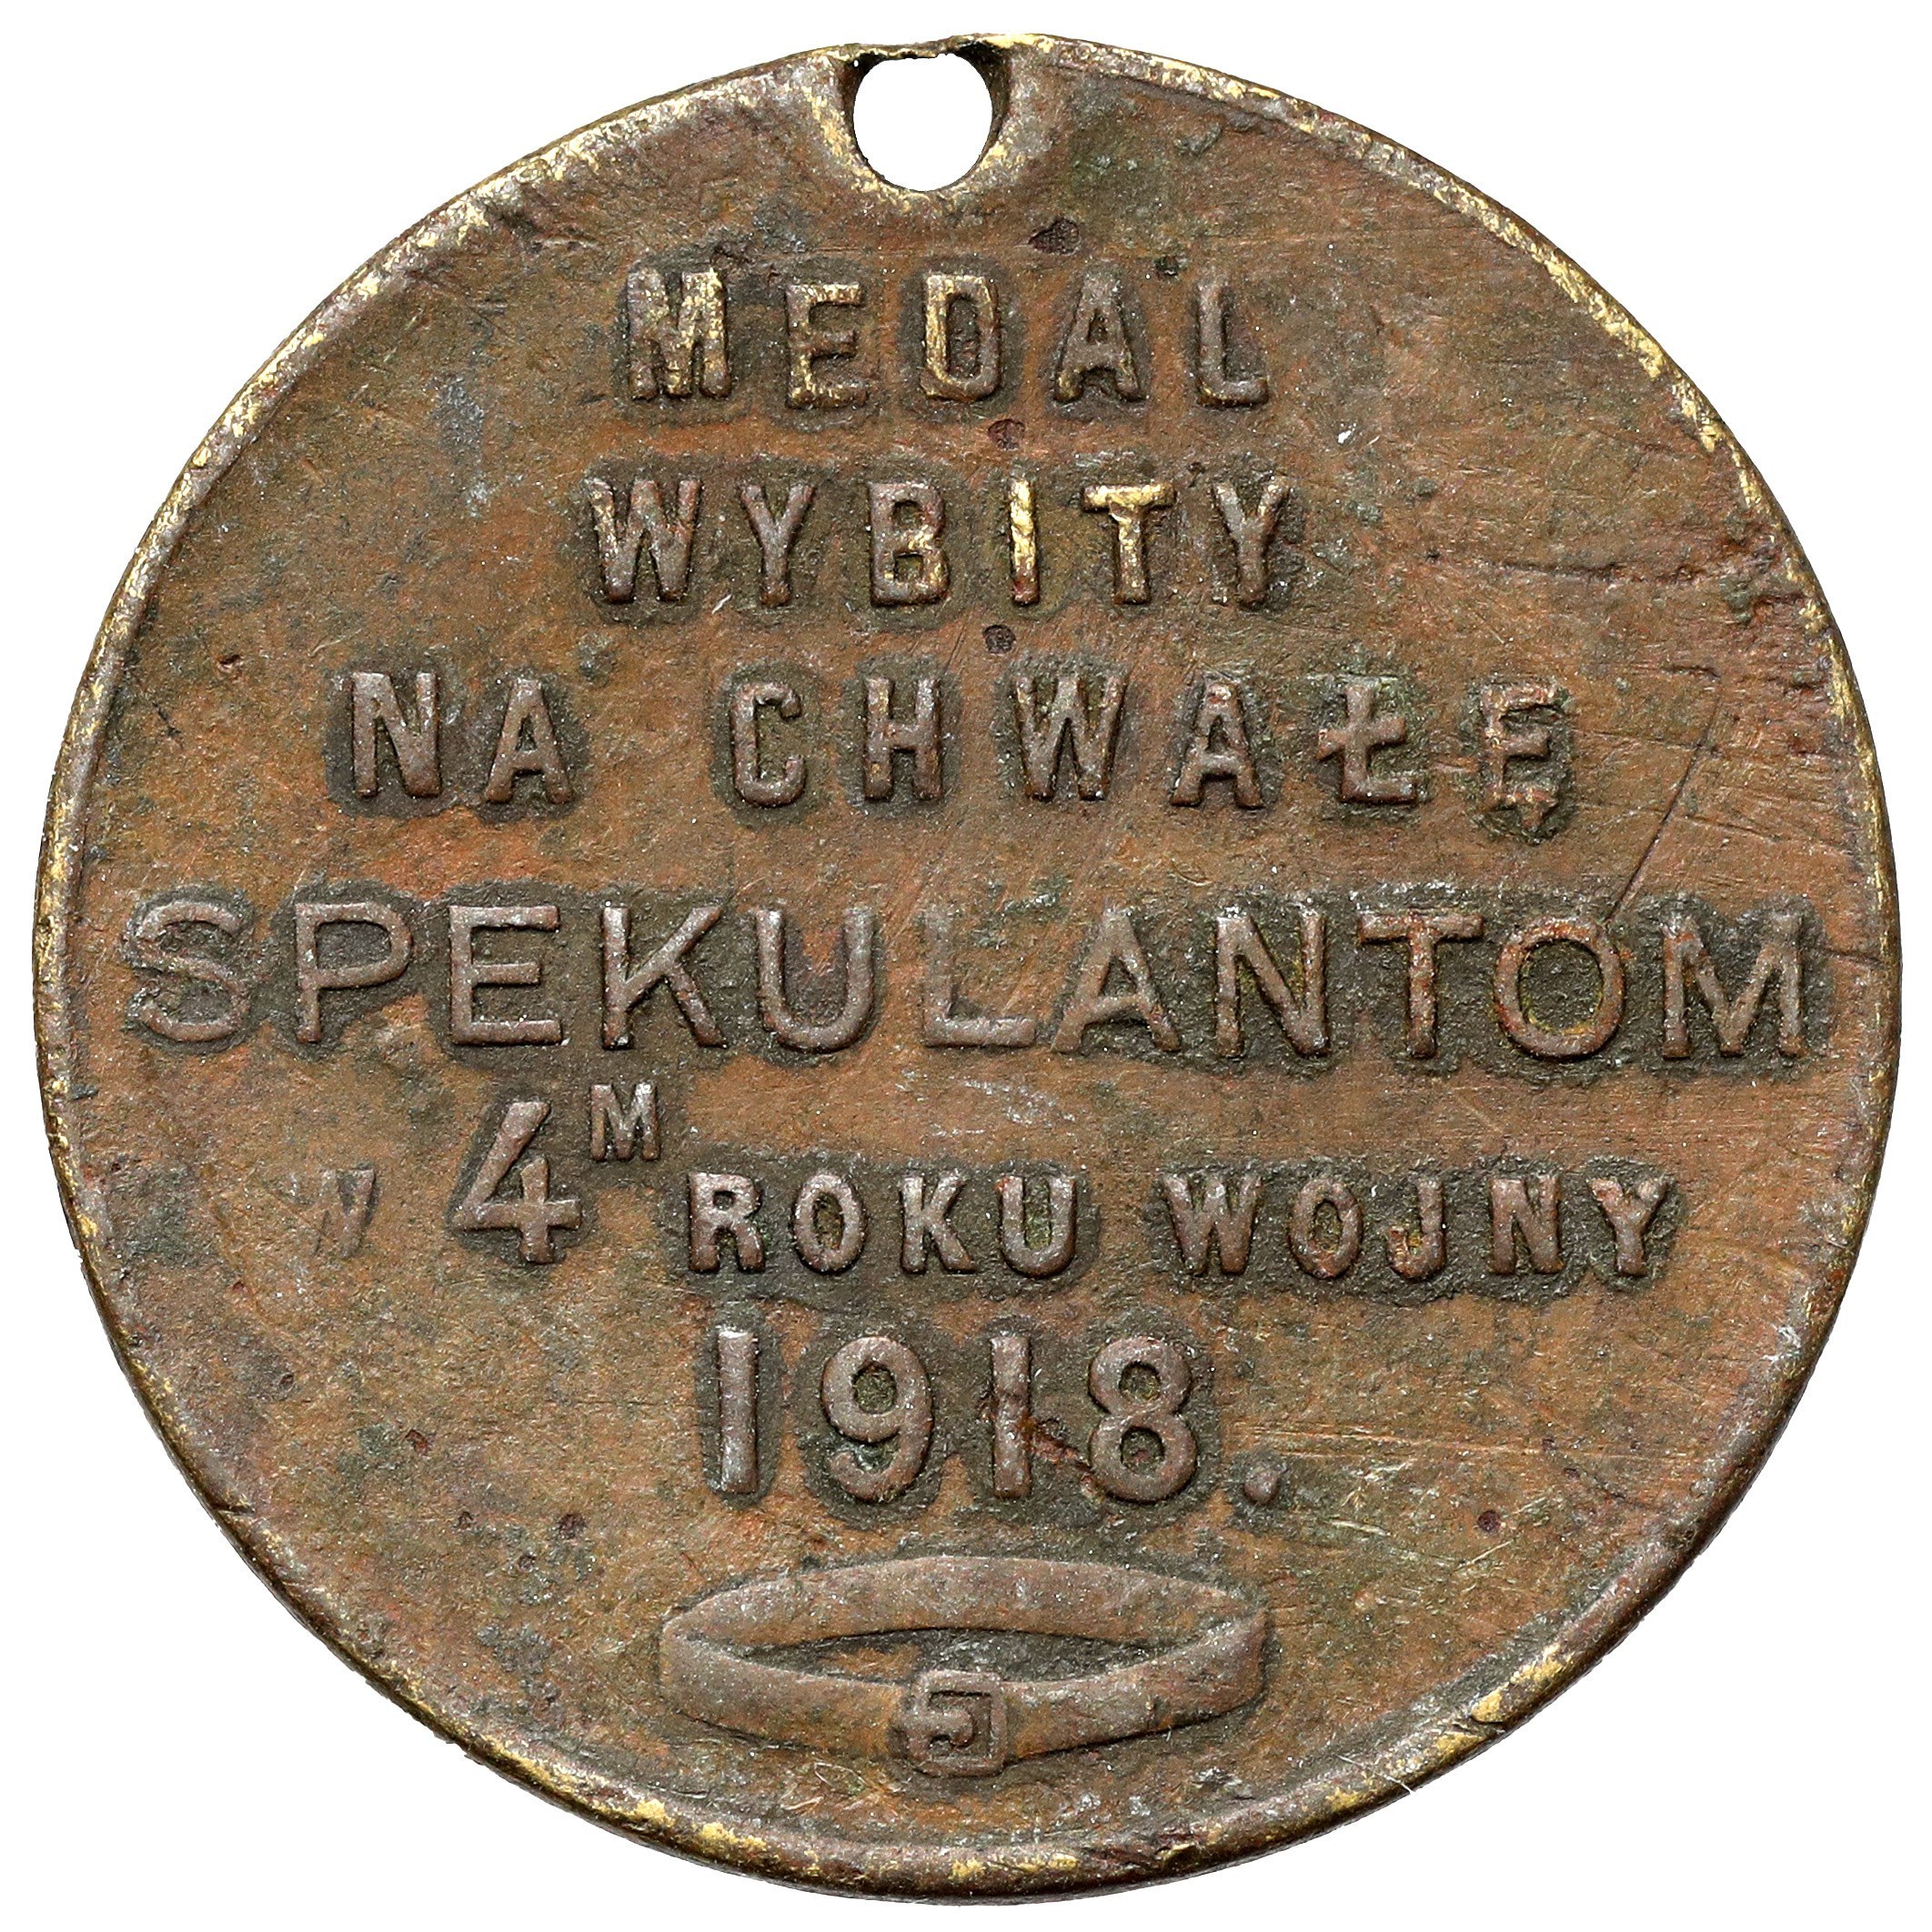 MEDAL
WYBITY
NA CHWAŁĘ
SPEKULANTOM
W 4M ROKU WOJNY
1918.